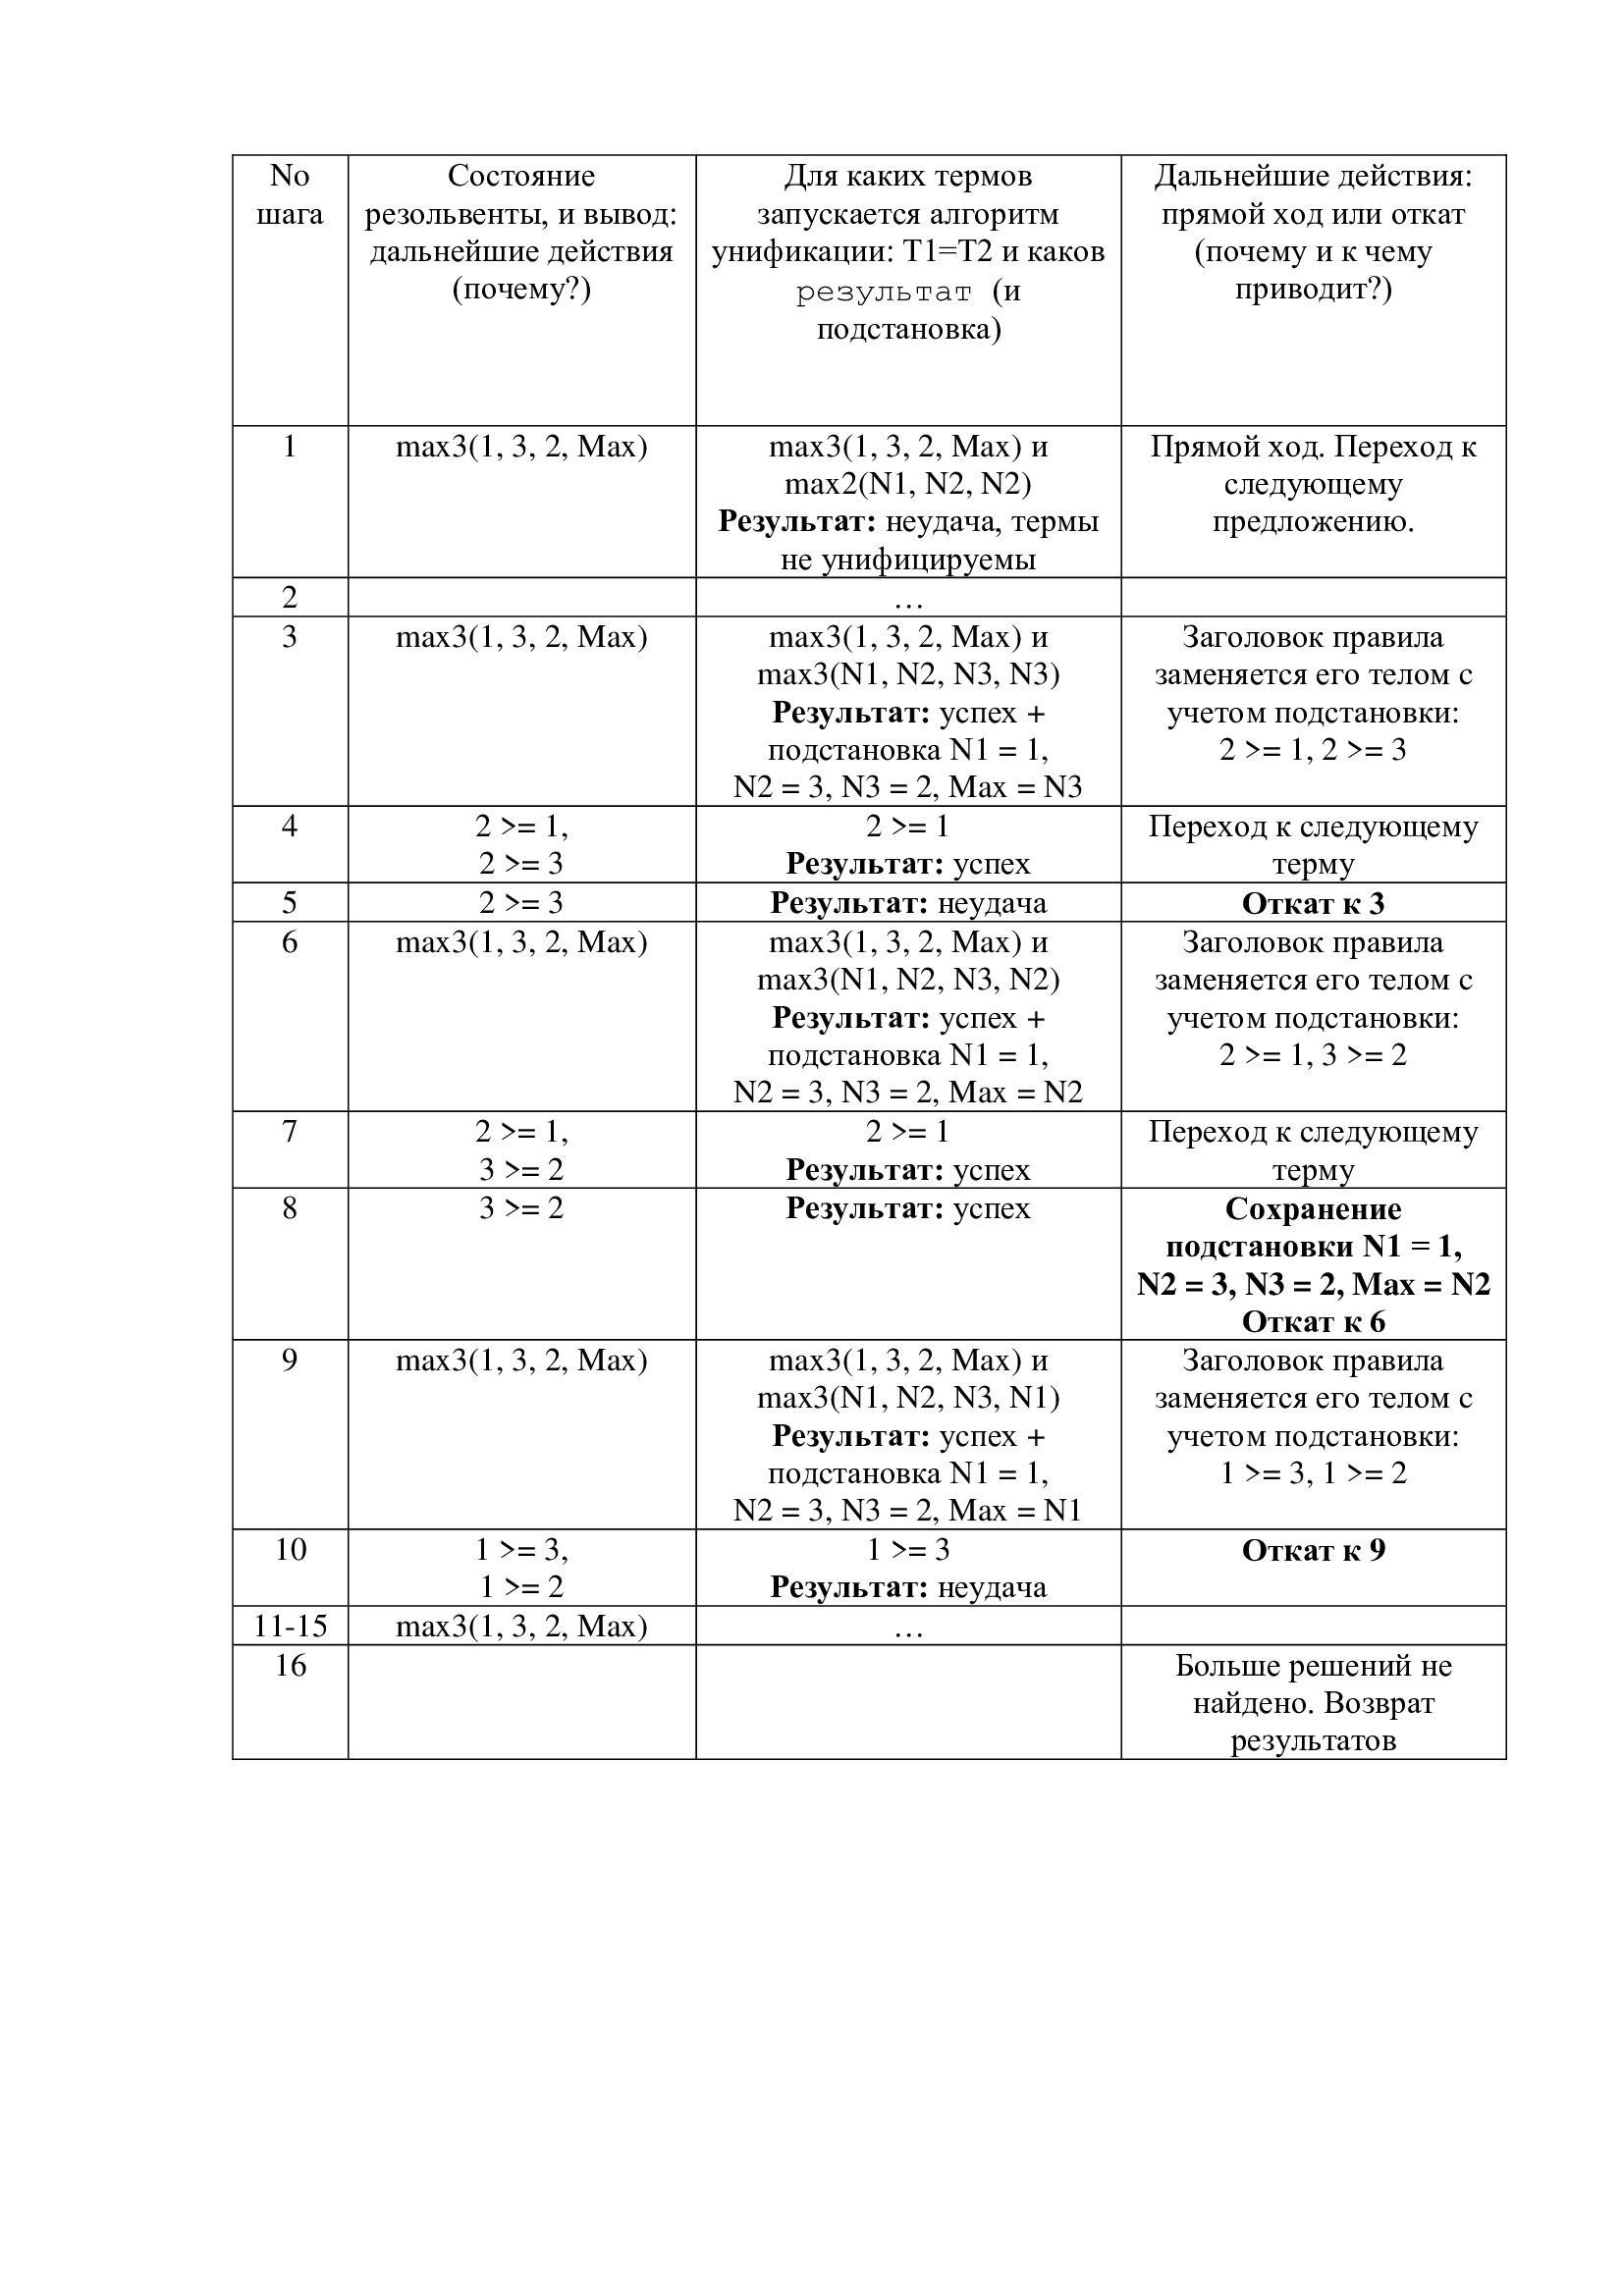 No
шага
Состояние
резольвенты, и вывод:
дальнейшие действия
(почему?)
Для каких термов
запускается алгоритм
унификации: T1=T2 и каков
результат (и
подстановка)
Дальнейшие действия:
прямой ход или откат
(почему и к чему
приводит?)
1
max3(1, 3, 2, Max)
max3(1, 3, 2, Max) и
max2(N1, N2, N2)
Результат: неудача, термы
не унифицируемы
Прямой ход. Переход к
следующему
предложению.
2
…
3
max3(1, 3, 2, Max)
max3(1, 3, 2, Max) и
max3(N1, N2, N3, N3)
Результат: успех +
подстановка N1 = 1,
N2 = 3, N3 = 2, Max = N3
Заголовок правила
заменяется его телом с
учетом подстановки:
2 >= 1, 2 >= 3
4
2 >= 1,
2 >= 3
2 >= 1
Результат: успех
Переход к следующему
терму
5
2 >= 3
Результат: неудача
Откат к 3
6
max3(1, 3, 2, Max)
max3(1, 3, 2, Max) и
max3(N1, N2, N3, N2)
Результат: успех +
подстановка N1 = 1,
N2 = 3, N3 = 2, Max = N2
Заголовок правила
заменяется его телом с
учетом подстановки:
2 >= 1, 3 >= 2
7
2 >= 1,
3 >= 2
2 >= 1
Результат: успех
Переход к следующему
терму
8
3 >= 2
Результат: успех
Сохранение
подстановки N1 = 1,
N2 = 3, N3 = 2, Max = N2
Откат к 6
9
max3(1, 3, 2, Max)
max3(1, 3, 2, Max) и
max3(N1, N2, N3, N1)
Результат: успех +
подстановка N1 = 1,
N2 = 3, N3 = 2, Max = N1
Заголовок правила
заменяется его телом с
учетом подстановки:
1 >= 3, 1 >= 2
10
1 >= 3,
1 >= 2
1 >= 3
Результат: неудача
Откат к 9
11-15
max3(1, 3, 2, Max)
…
16
Больше решений не
найдено. Возврат
результатов